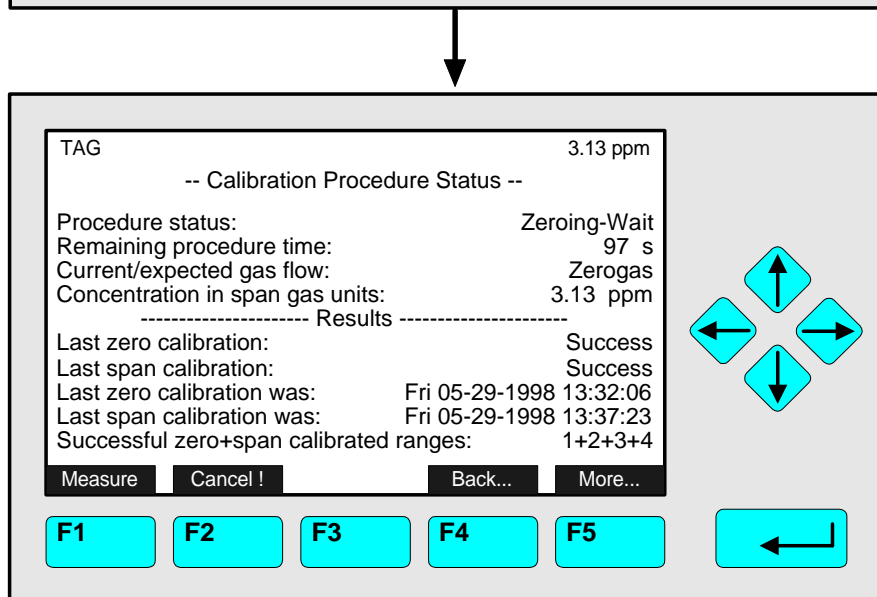 TAG 3.13 ppm
-- Calibration Procedure Status --
Procedure status: Zeroing-Wait
Remaining procedure time: 97 s
Current/expected gas flow: Zerogas
Concentration in span gas units: 3.13 ppm
---------------------- Results ----------------------
Last zero calibration: Success
Last span calibration: Success
Last zero calibration was: Fri 05-29-1998 13:32:06
Last span calibration was: Fri 05-29-1998 13:37:23
Successful zero+span calibrated ranges: 1+2+3+4
Measure Cancel ! Back... More...
F1 F2 F3 F4 F5